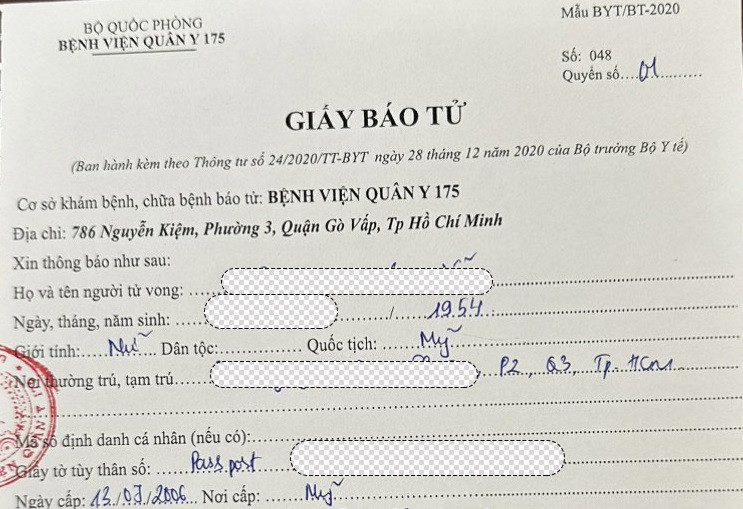 BỘ QUỐC PHÒNG
BỆNH VIỆN QUÂN Y 175
Mẫu BYT/BT-2020
Số: 048
Quyển số....01..........
GIẤY BÁO TỬ
(Ban hành kèm theo Thông tư số 24/2020/TT-BYT ngày 28 tháng 12 năm 2020 của Bộ trưởng Bộ Y tế)
Cơ sở khám bệnh, chữa bệnh báo tử: BỆNH VIỆN QUÂN Y 175
Địa chỉ: 786 Nguyễn Kiệm, Phường 3, Quận Gò Vấp, Tp Hồ Chí Minh
Xin thông báo như sau:
Họ và tên người tử vong:
Ngày, tháng, năm sinh: ...../.....1954
Giới tính:.....Nữ.... Dân tộc:............... Quốc tịch: ......Mỹ
Nơi thường trú, tạm trú..... , P2, Q3, Tp. HCM
Mã số định danh cá nhân (nếu có):
Giấy tờ tùy thân số: .....Pass port
Ngày cấp: 13/07/2006... Nơi cấp: ......Mỹ